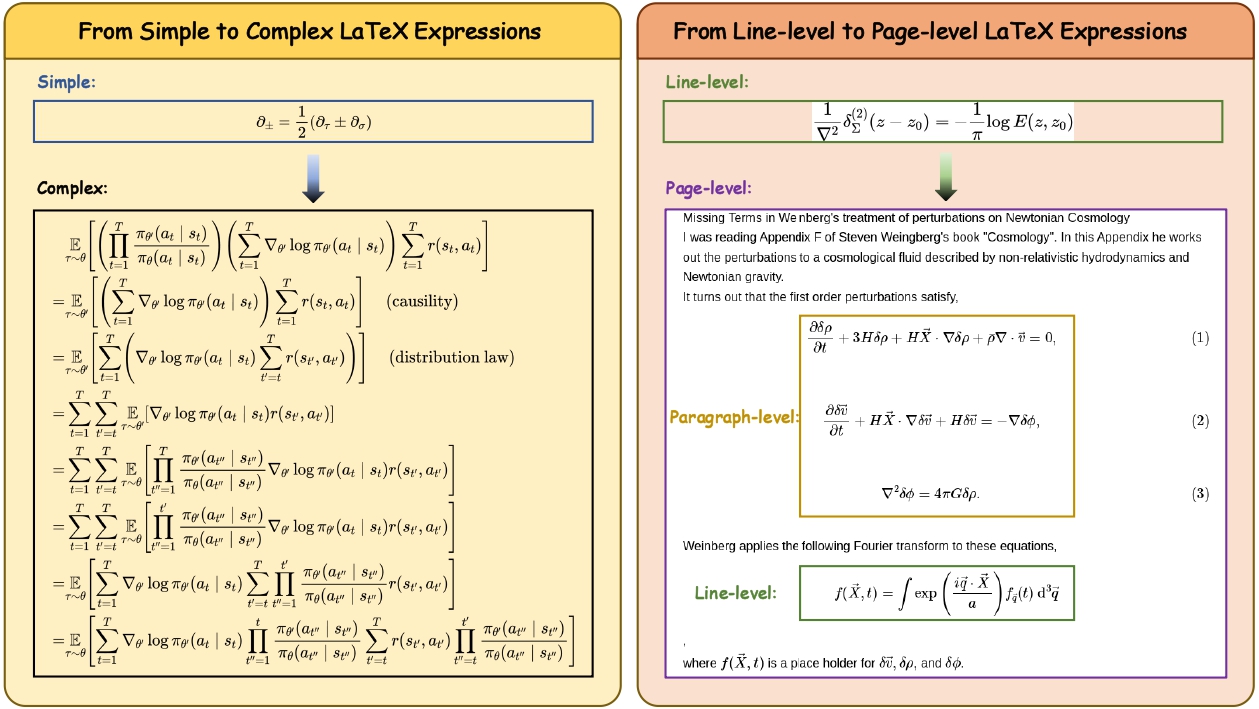 From Simple to Complex LaTeX Expressions
Simple:
$\partial_{\pm} = \frac{1}{2}(\partial_{\tau} \pm \partial_{\sigma})$
Complex:
$\underset{\tau\sim\theta}{\mathbb{E}}\left[\left(\prod_{t=1}^{T}\frac{\pi_{\theta'}(a_t \mid s_t)}{\pi_{\theta}(a_t \mid s_t)}\right)\left(\sum_{t=1}^{T}\nabla_{\theta'}\log\pi_{\theta'}(a_t \mid s_t)\right)\sum_{t=1}^{T}r(s_t,a_t)\right]$
$=\underset{\tau\sim\theta'}{\mathbb{E}}\left[\left(\sum_{t=1}^{T}\nabla_{\theta'}\log\pi_{\theta'}(a_t \mid s_t)\right)\sum_{t=1}^{T}r(s_t,a_t)\right]$ (causility)
$=\underset{\tau\sim\theta'}{\mathbb{E}}\left[\sum_{t=1}^{T}\left(\nabla_{\theta'}\log\pi_{\theta'}(a_t \mid s_t)\sum_{t'=t}^{T}r(s_{t'},a_{t'})\right)\right]$ (distribution law)
$=\sum_{t=1}^{T}\sum_{t'=t}^{T}\underset{\tau\sim\theta'}{\mathbb{E}}[\nabla_{\theta'}\log\pi_{\theta'}(a_t \mid s_t)r(s_{t'},a_{t'})]$
$=\sum_{t=1}^{T}\sum_{t'=t}^{T}\underset{\tau\sim\theta}{\mathbb{E}}\left[\prod_{t''=1}^{T}\frac{\pi_{\theta'}(a_{t''} \mid s_{t''})}{\pi_{\theta}(a_{t''} \mid s_{t''})}\nabla_{\theta'}\log\pi_{\theta'}(a_t \mid s_t)r(s_{t'},a_{t'})\right]$
$=\sum_{t=1}^{T}\sum_{t'=t}^{T}\underset{\tau\sim\theta}{\mathbb{E}}\left[\prod_{t''=1}^{t'}\frac{\pi_{\theta'}(a_{t''} \mid s_{t''})}{\pi_{\theta}(a_{t''} \mid s_{t''})}\nabla_{\theta'}\log\pi_{\theta'}(a_t \mid s_t)r(s_{t'},a_{t'})\right]$
$=\underset{\tau\sim\theta}{\mathbb{E}}\left[\sum_{t=1}^{T}\nabla_{\theta'}\log\pi_{\theta'}(a_t \mid s_t)\sum_{t'=t}^{T}\prod_{t''=1}^{t'}\frac{\pi_{\theta'}(a_{t''} \mid s_{t''})}{\pi_{\theta}(a_{t''} \mid s_{t''})}r(s_{t'},a_{t'})\right]$
$=\underset{\tau\sim\theta}{\mathbb{E}}\left[\sum_{t=1}^{T}\nabla_{\theta'}\log\pi_{\theta'}(a_t \mid s_t)\prod_{t''=1}^{t}\frac{\pi_{\theta'}(a_{t''} \mid s_{t''})}{\pi_{\theta}(a_{t''} \mid s_{t''})}\sum_{t'=t}^{T}r(s_{t'},a_{t'})\prod_{t''=t}^{t'}\frac{\pi_{\theta'}(a_{t''} \mid s_{t''})}{\pi_{\theta}(a_{t''} \mid s_{t''})}\right]$
From Line-level to Page-level LaTeX Expressions
Line-level:
$\frac{1}{\nabla^2}\delta_{\Sigma}^{(2)}(z-z_0) = -\frac{1}{\pi}\log E(z,z_0)$
Page-level:
Missing Terms in We nberg's treatment of perturbations on Newtonian Cosmology
I was reading Appendix F of Steven Weingberg's book "Cosmology". In this Appendix he works
out the perturbations to a cosmological fluid described by non-relativistic hydrodynamics and
Newtonian gravity.
It turns out that the first order perturbations satisfy,
$\frac{\partial\delta\rho}{\partial t} + 3H\delta\rho + H\vec{X}\cdot\nabla\delta\rho + \bar{\rho}\nabla\cdot\vec{v} = 0,$ (1)
Paragraph-level:
$\frac{\partial\delta\vec{v}}{\partial t} + H\vec{X}\cdot\nabla\delta\vec{v} + H\delta\vec{v} = -\nabla\delta\phi,$ (2)
$\nabla^2\delta\phi = 4\pi G\delta\rho.$ (3)
Weinberg applies the following Fourier transform to these equations,
Line-level:
$f(\vec{X},t) = \int\exp\left(\frac{i\vec{q}\cdot\vec{X}}{a}\right)f_{\vec{q}}(t)\,\mathrm{d}^3\vec{q}$
,
where $f(\vec{X},t)$ is a place holder for $\delta\vec{v}, \delta\rho$, and $\delta\phi$.